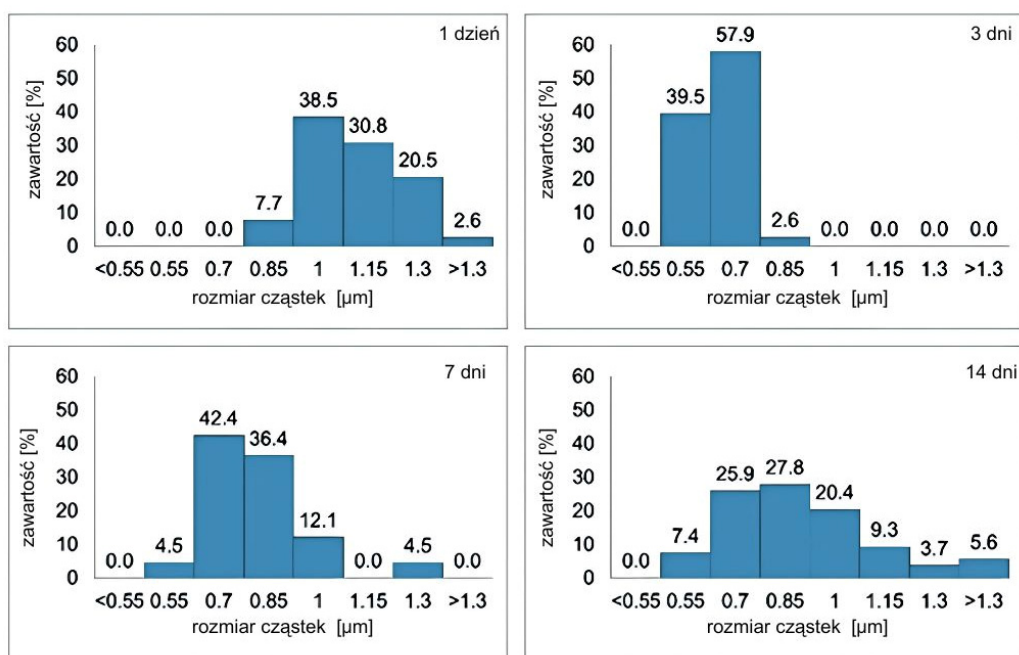 1 dzień
60
50
40
30
20
10
0
zawartość [%]
0.0 0.0 0.0 7.7 38.5 30.8 20.5 2.6
<0.55 0.55 0.7 0.85 1 1.15 1.3 >1.3
rozmiar cząstek [µm]
3 dni
60
50
40
30
20
10
0
zawartość [%]
0.0 39.5 57.9 2.6 0.0 0.0 0.0 0.0
<0.55 0.55 0.7 0.85 1 1.15 1.3 >1.3
rozmiar cząstek [µm]
7 dni
60
50
40
30
20
10
0
zawartość [%]
0.0 4.5 42.4 36.4 12.1 0.0 4.5 0.0
<0.55 0.55 0.7 0.85 1 1.15 1.3 >1.3
rozmiar cząstek [µm]
14 dni
60
50
40
30
20
10
0
zawartość [%]
0.0 7.4 25.9 27.8 20.4 9.3 3.7 5.6
<0.55 0.55 0.7 0.85 1 1.15 1.3 >1.3
rozmiar cząstek [µm]